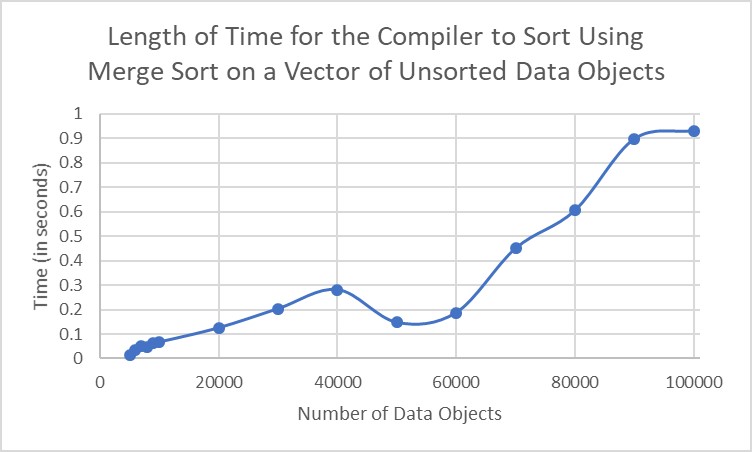 Length of Time for the Compiler to Sort Using
Merge Sort on a Vector of Unsorted Data Objects
Time (in seconds)
1
0.9
0.8
0.7
0.6
0.5
0.4
0.3
0.2
0.1
0
0 20000 40000 60000 80000 100000
Number of Data Objects